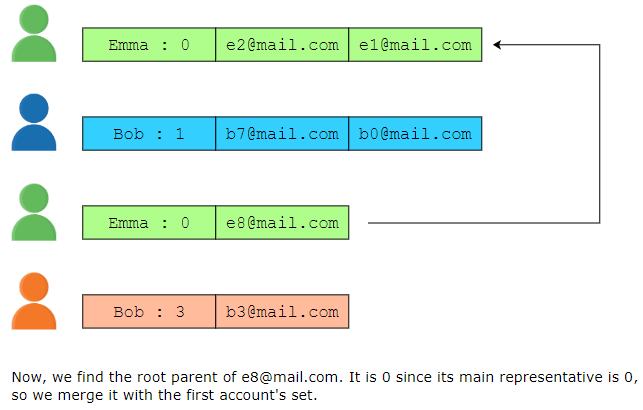 Emma : 0 e2@mail.com e1@mail.com
Bob : 1 b7@mail.com b0@mail.com
Emma : 0 e8@mail.com
Bob : 3 b3@mail.com
Now, we find the root parent of e8@mail.com. It is 0 since its main representative is 0,
so we merge it with the first account's set.